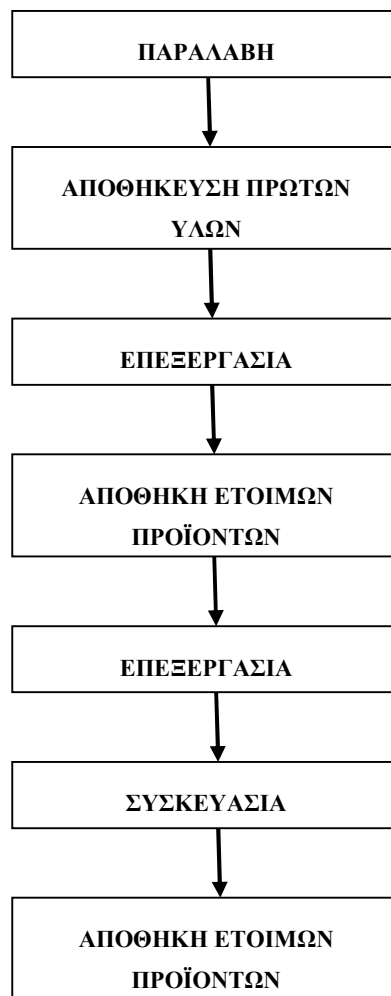 ΠΑΡΑΛΑΒΗ
ΑΠΟΘΗΚΕΥΣΗ ΠΡΩΤΩΝ
ΥΛΩΝ
ΕΠΕΞΕΡΓΑΣΙΑ
ΑΠΟΘΗΚΗ ΕΤΟΙΜΩΝ
ΠΡΟΪΟΝΤΩΝ
ΕΠΕΞΕΡΓΑΣΙΑ
ΣΥΣΚΕΥΑΣΙΑ
ΑΠΟΘΗΚΗ ΕΤΟΙΜΩΝ
ΠΡΟΪΟΝΤΩΝ